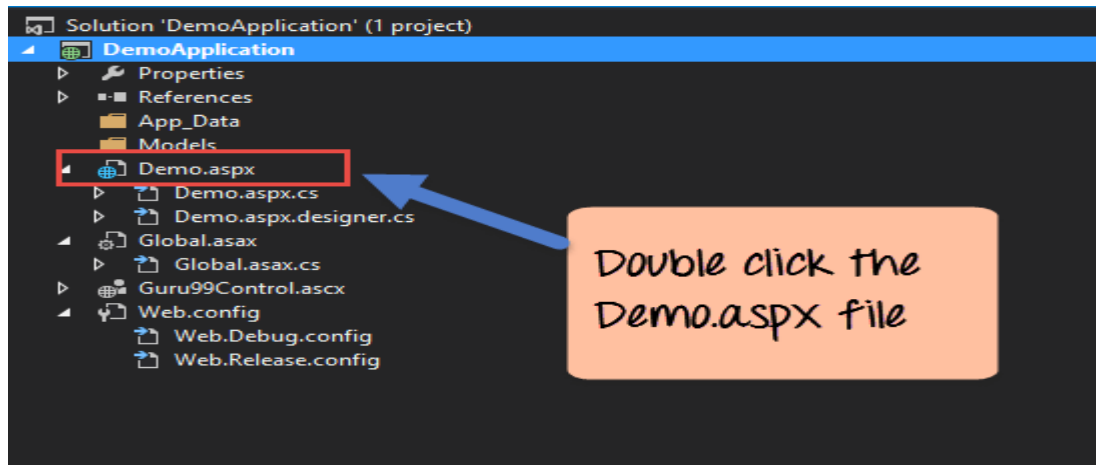 Solution 'DemoApplication' (1 project)
DemoApplication
Properties
References
App_Data
Models
Demo.aspx
Demo.aspx.cs
Demo.aspx.designer.cs
Global.asax
Global.asax.cs
Guru99Control.ascx
Web.config
Web.Debug.config
Web.Release.config
Double click the
Demo.aspx file